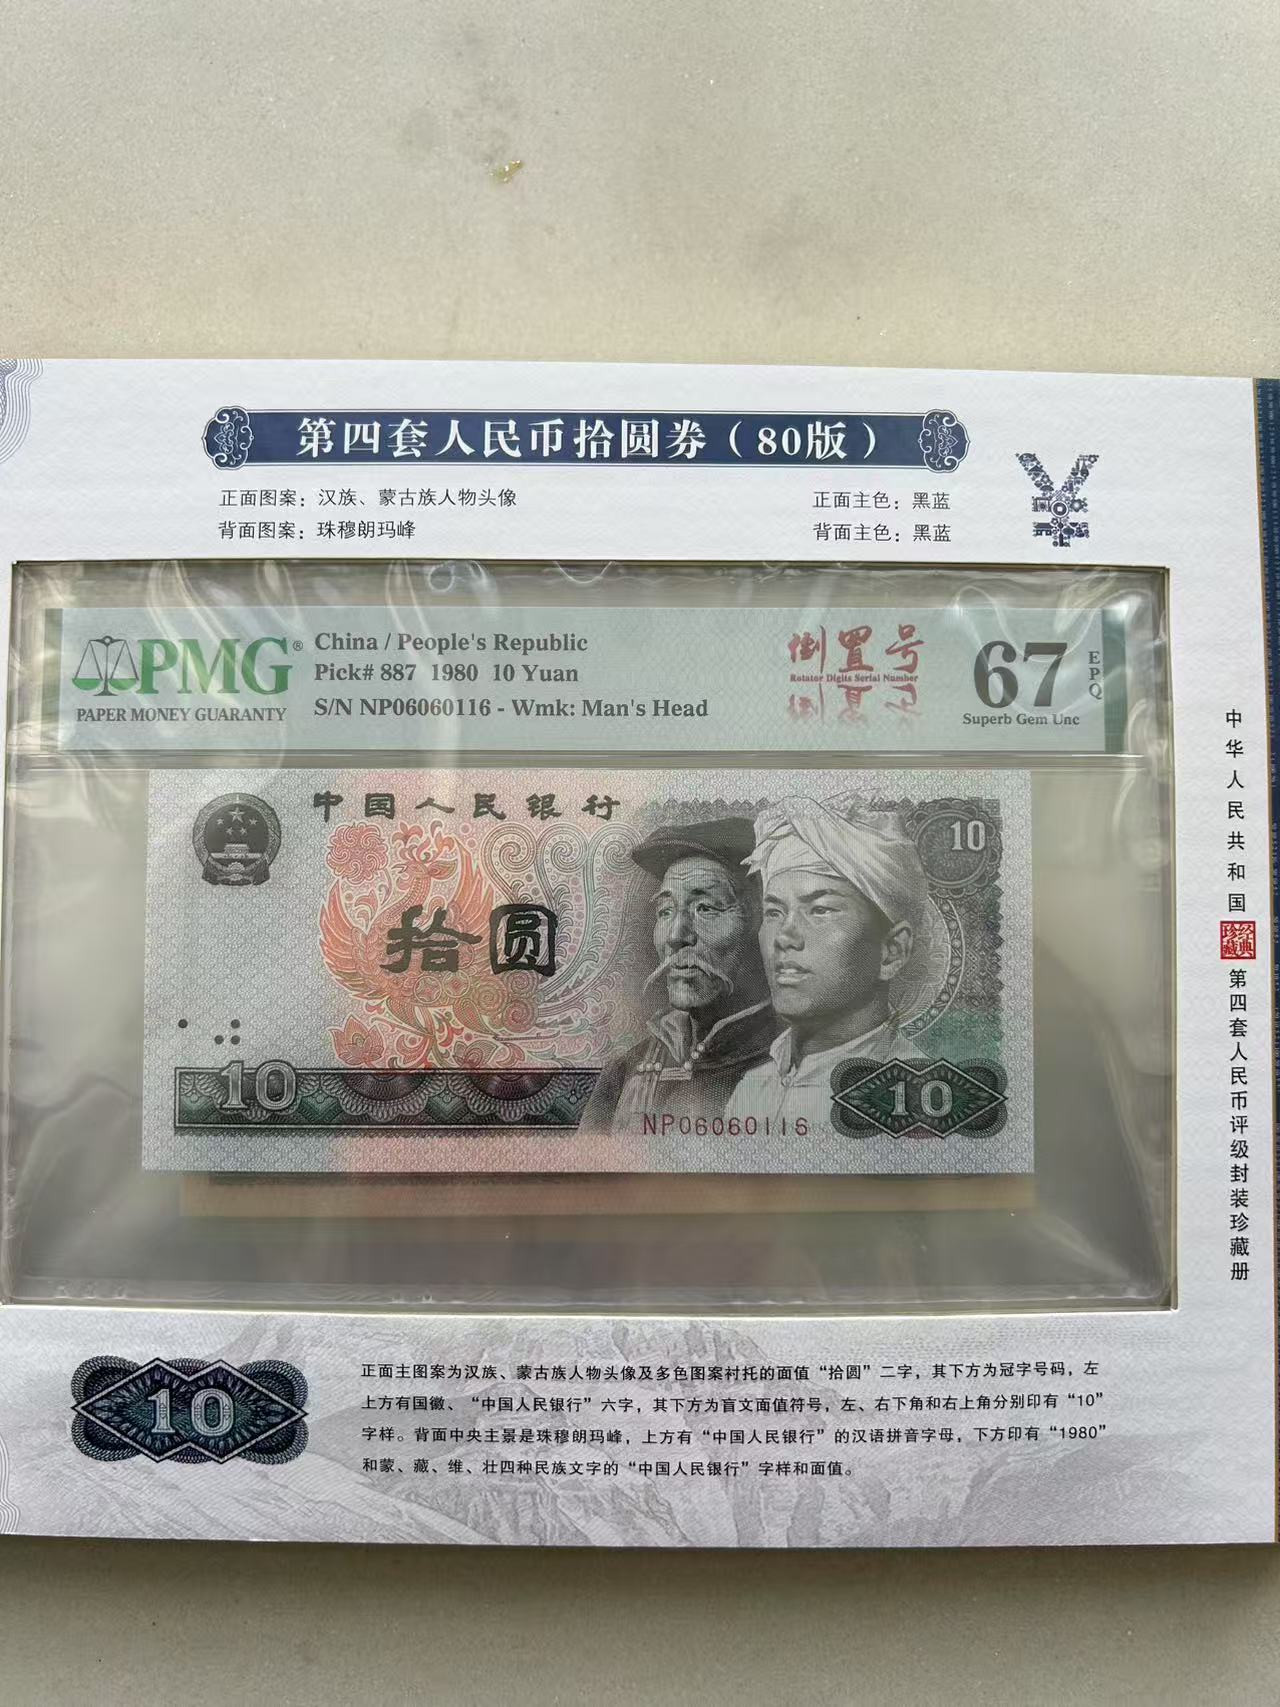 第四套人民币拾圆券（80版）
正面图案：汉族、蒙古族人物头像
正面主色：黑蓝
背面图案：珠穆朗玛峰
背面主色：黑蓝
PMG®
PAPER MONEY GUARANTY
China / People's Republic
Pick# 887 1980 10 Yuan
S/N NP06060116 - Wmk: Man's Head
倒置号
Rotator Digits Serial Number
67
EPQ
Superb Gem Unc
中国人民银行
10
拾圆
10
10
NP06060116
中华人民共和国
经典珍藏
第四套人民币评级封装珍藏册
10
正面主图案为汉族、蒙古族人物头像及多色图案衬托的面值“拾圆”二字，其下方为冠字号码，左
上方有国徽、“中国人民银行”六字，其下方为盲文面值符号，左、右下角和右上角分别印有“10”
字样。背面中央主景是珠穆朗玛峰，上方有“中国人民银行”的汉语拼音字母，下方印有“1980”
和蒙、藏、维、壮四种民族文字的“中国人民银行”字样和面值。